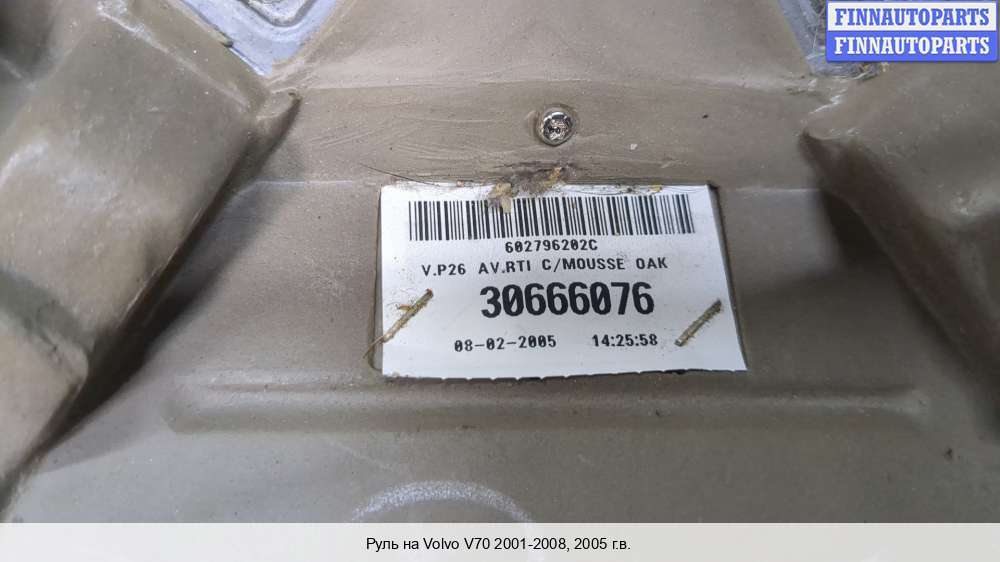 FINNAUTOPARTS
FINNAUTOPARTS
602796202C
V.P26 AV.RTI C/MOUSSE OAK
30666076
08-02-2005 14:25:58
Руль на Volvo V70 2001-2008, 2005 г.в.